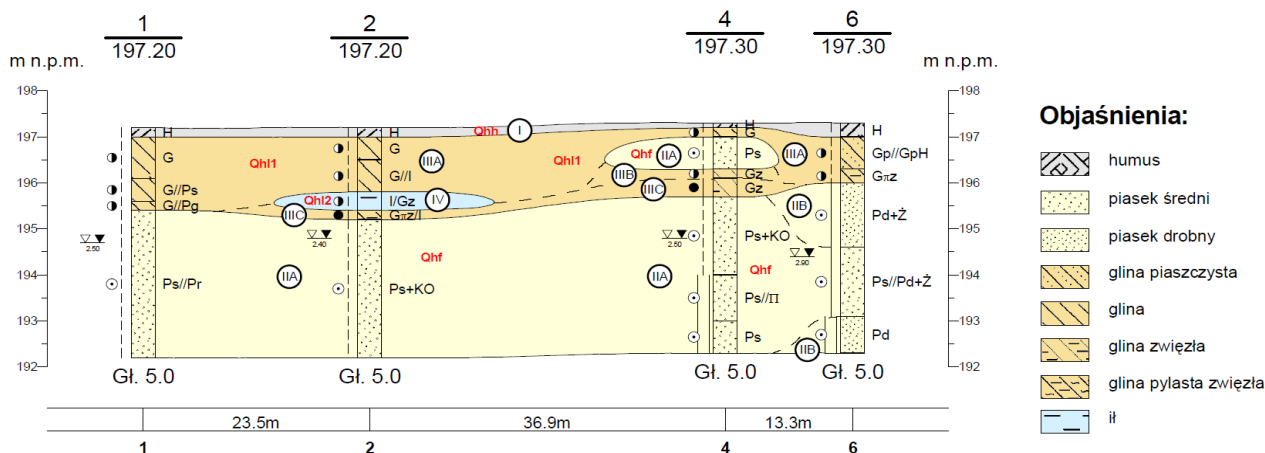 1 2 4 6
197.20 197.20 197.30 197.30
m n.p.m. m n.p.m.
198 198
197 197
196 196
195 195
194 194
193 193
192 192
H
G
G//Ps
G//Pg
Ps//Pr
2.50
H
G
G//I
I/Gz
Gπz/I
Ps+KO
2.40
H
G
Ps
Gz
Gz
Ps+KO
Ps//Π
Ps
2.50
H
Gp//GpH
Gπz
Pd+Ż
Ps//Pd+Ż
Pd
2.90
Qhh I
Qhl1 IIIA Qhl1 Qhf IIA IIIA
IIIB
IIIC
Qhl2 IV
IIIC
IIB
Qhf Qhf
IIA IIA
IIB
Gł. 5.0 Gł. 5.0 Gł. 5.0 Gł. 5.0
23.5m 36.9m 13.3m
1 2 4 6
Objaśnienia:
humus
piasek średni
piasek drobny
glina piaszczysta
glina
glina zwięzła
glina pylasta zwięzła
ił